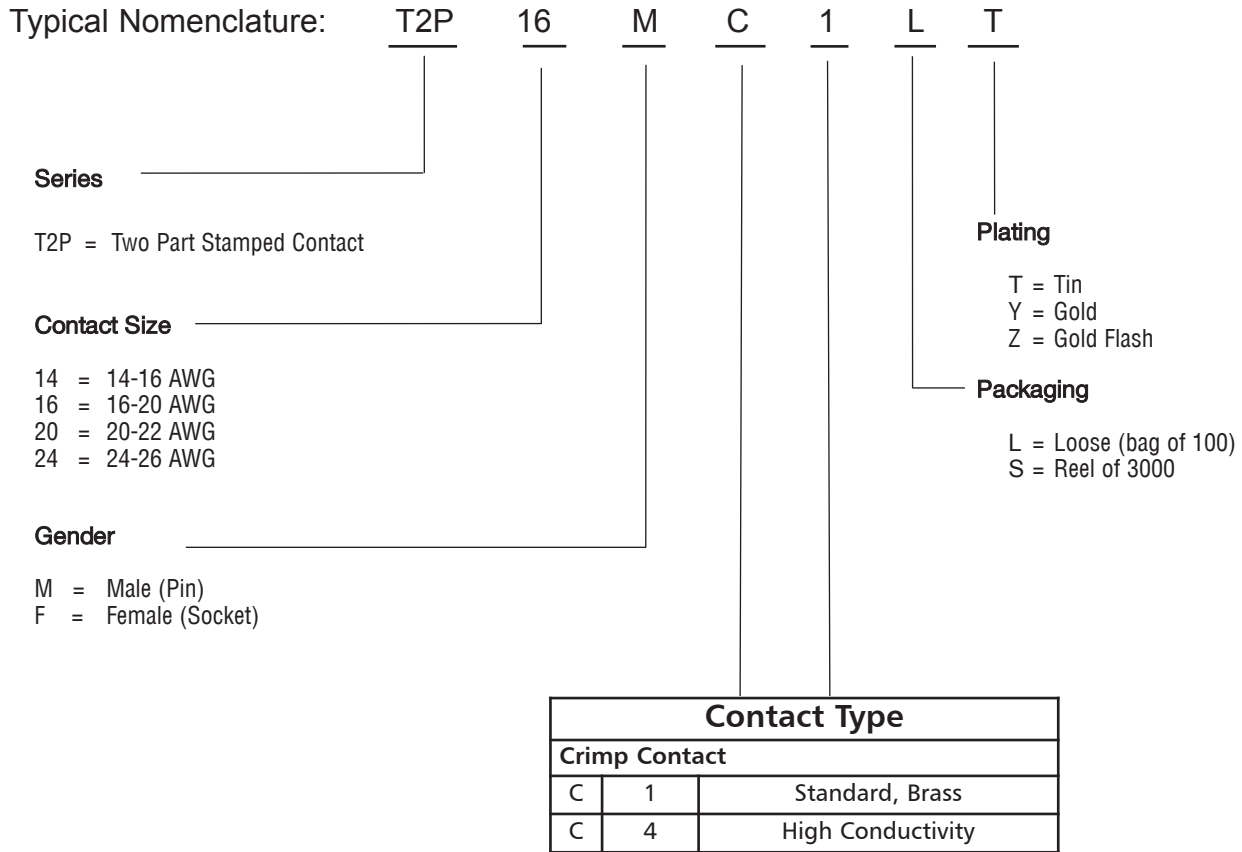 Typical Nomenclature: T2P 16 M C 1 L T
Series
T2P = Two Part Stamped Contact
Contact Size
14 = 14-16 AWG
16 = 16-20 AWG
20 = 20-22 AWG
24 = 24-26 AWG
Gender
M = Male (Pin)
F = Female (Socket)
Plating
T = Tin
Y = Gold
Z = Gold Flash
Packaging
L = Loose (bag of 100)
S = Reel of 3000
Contact Type
Crimp Contact
C 1 Standard, Brass
C 4 High Conductivity